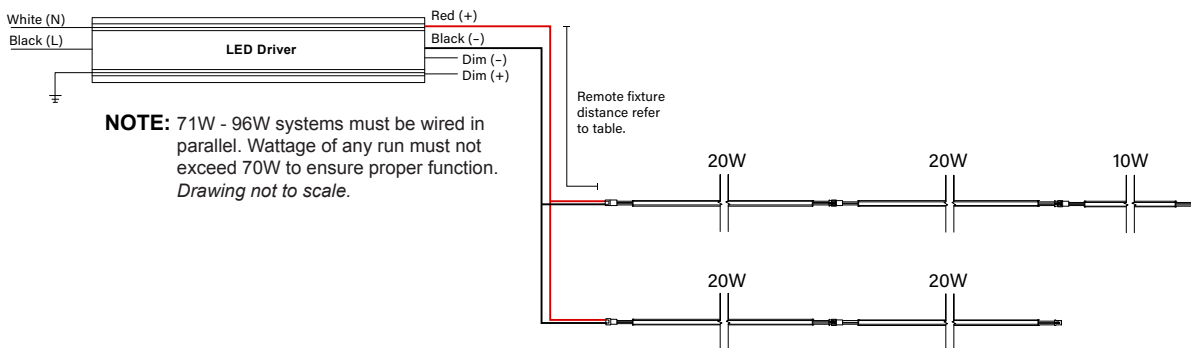 White (N)
Black (L)
LED Driver
Red (+)
Black (–)
Dim (–)
Dim (+)
Remote fixture
distance refer
to table.
NOTE: 71W - 96W systems must be wired in
parallel. Wattage of any run must not
exceed 70W to ensure proper function.
Drawing not to scale.
20W
20W
10W
20W
20W